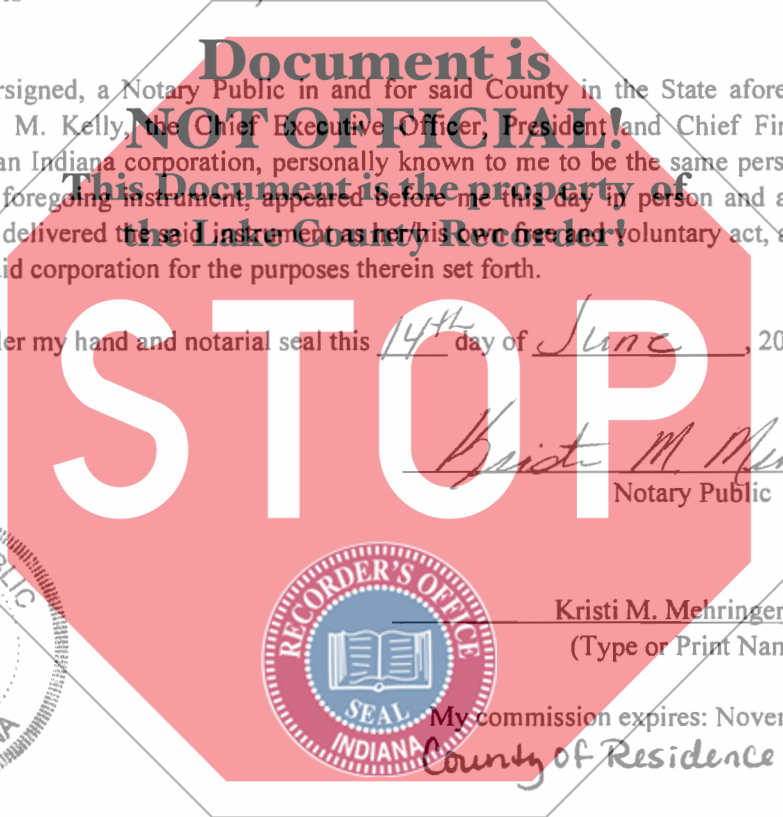 Document is
rsigned, a Notary Public in and for said County in the State afore
NOT OFFICIAL!
M. Kelly, the Chief Executive Officer, President and Chief Fin
an Indiana corporation, personally known to me to be the same pers
This Document is the property of
foregoing instrument, appeared before me this day in person and a
the Lake County Recorder!
delivered the said instrument as her/his own free and voluntary act, a
id corporation for the purposes therein set forth.
STOP
er my hand and notarial seal this 14th day of June, 20
Kristi M. Me
Notary Public
RECORDER'S OFFICE
SEAL
INDIANA
Kristi M. Mehringer
(Type or Print Nam
My commission expires: Novem
County of Residence